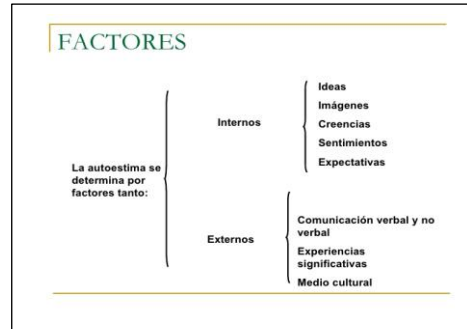 FACTORES
La autoestima se
determina por
factores tanto:
Internos
Ideas
Imágenes
Creencias
Sentimientos
Expectativas
Externos
Comunicación verbal y no
verbal
Experiencias
significativas
Medio cultural